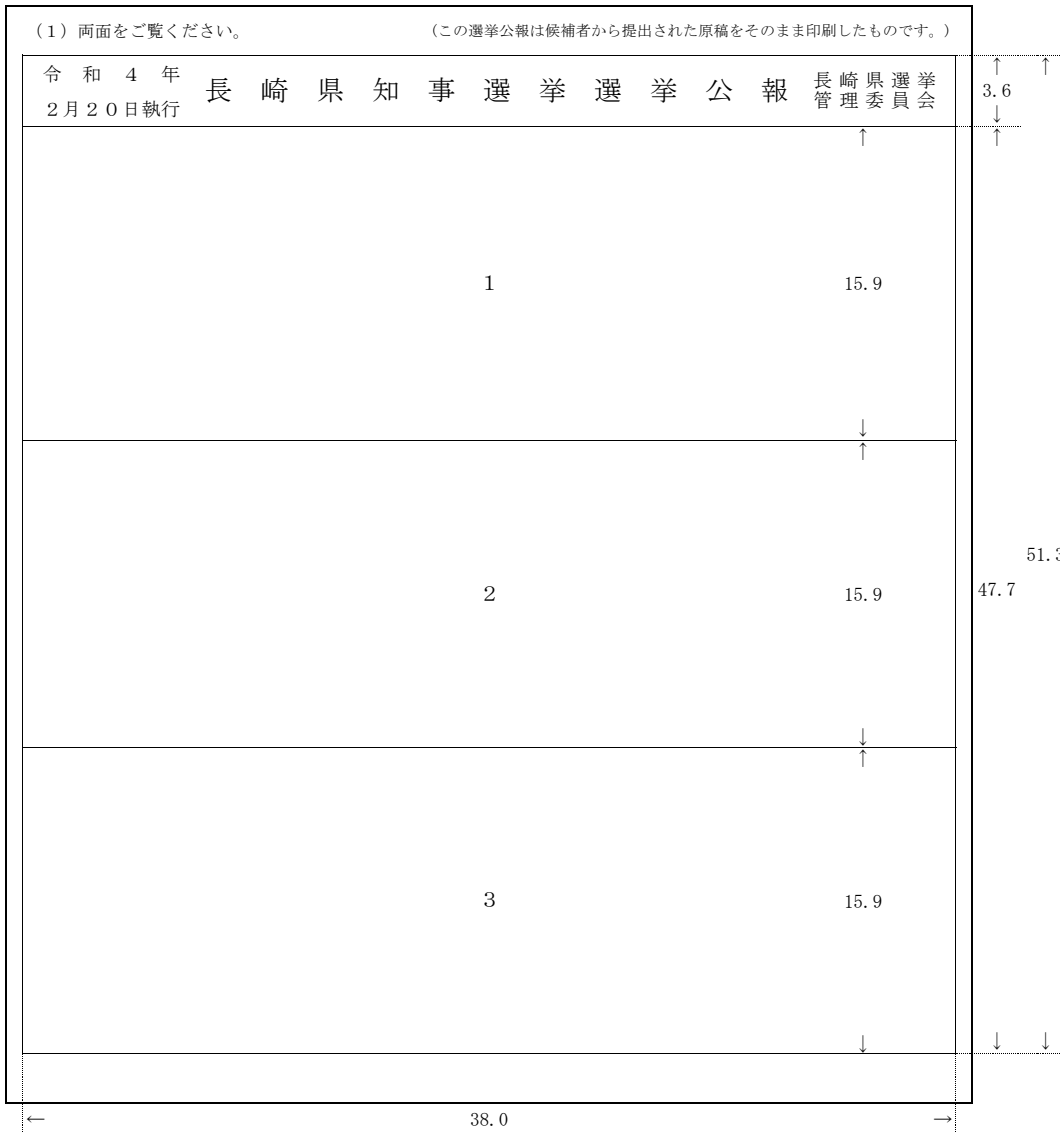 （１）両面をご覧ください。
（この選挙公報は候補者から提出された原稿をそのまま印刷したものです。）
令和４年
２月２０日執行
長崎県知事選挙選挙公報
長崎県選挙
管理委員会
↑ ↑
3.6
↓
↑ ↑
1
15.9
↓
↑
51.3
2
15.9
47.7
↓
↑
3
15.9
↓ ↓ ↓
← 38.0 →